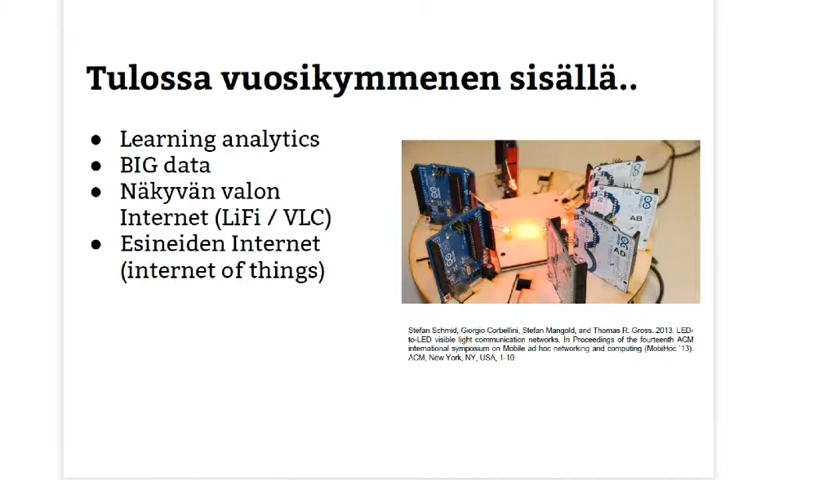 Tulossa vuosikymmenen sisällä..
● Learning analytics
● BIG data
● Näkyvän valon
Internet (LiFi / VLC)
● Esineiden Internet
(internet of things)
AB
AD
Stefan Schmid, Giorgio Corbellini, Stefan Mangold, and Thomas R. Gross. 2013. LED-
to-LED visible light communication networks. In Proceedings of the fourteenth ACM
international symposium on Mobile ad hoc networking and computing (MobiHoc '13).
ACM, New York, NY, USA, 1-10.